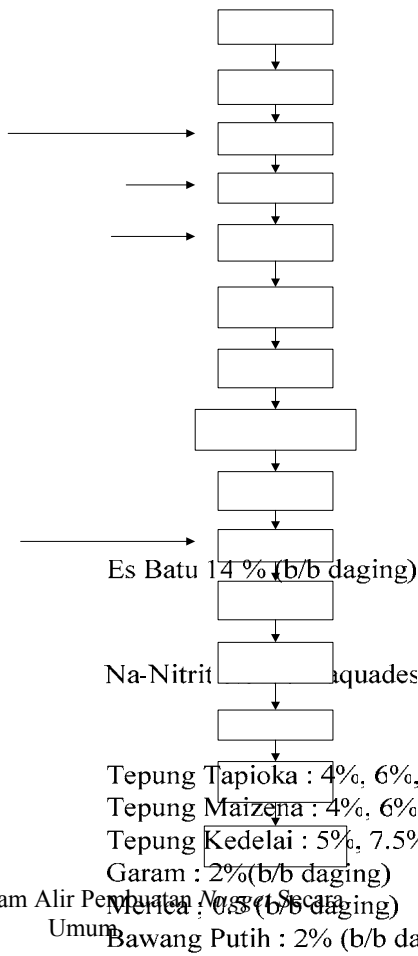 Es Batu 14 % (b/b daging)
Na-Nitrit aquades
Tepung Tapioka : 4%, 6%,
Tepung Maizena : 4%, 6%
Tepung Kedelai : 5%, 7.5%
Garam : 2%(b/b daging)
am Alir Pembuatan Nugget Secara
Merica : 0.5 (b/b daging)
Umum
Bawang Putih : 2% (b/b da